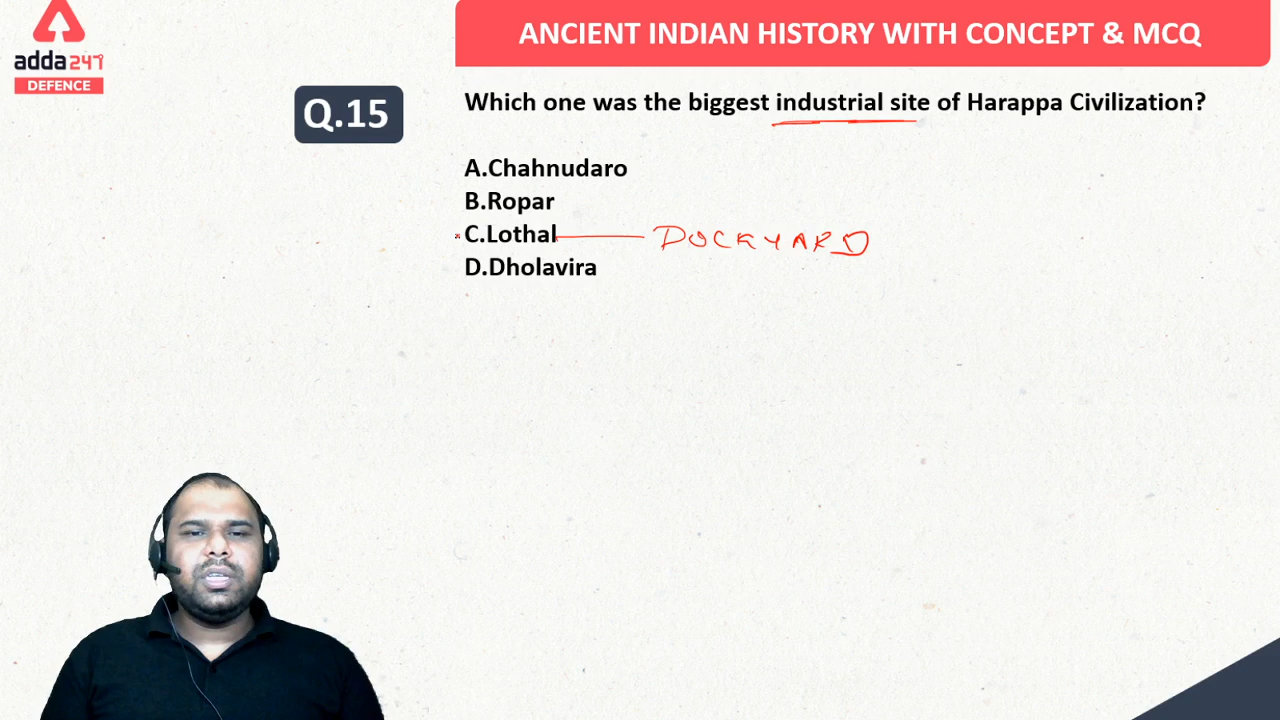 adda247
DEFENCE
ANCIENT INDIAN HISTORY WITH CONCEPT & MCQ
Q.15
Which one was the biggest industrial site of Harappa Civilization?
A.Chahnudaro
B.Ropar
C.Lothal DOCKYARD
D.Dholavira